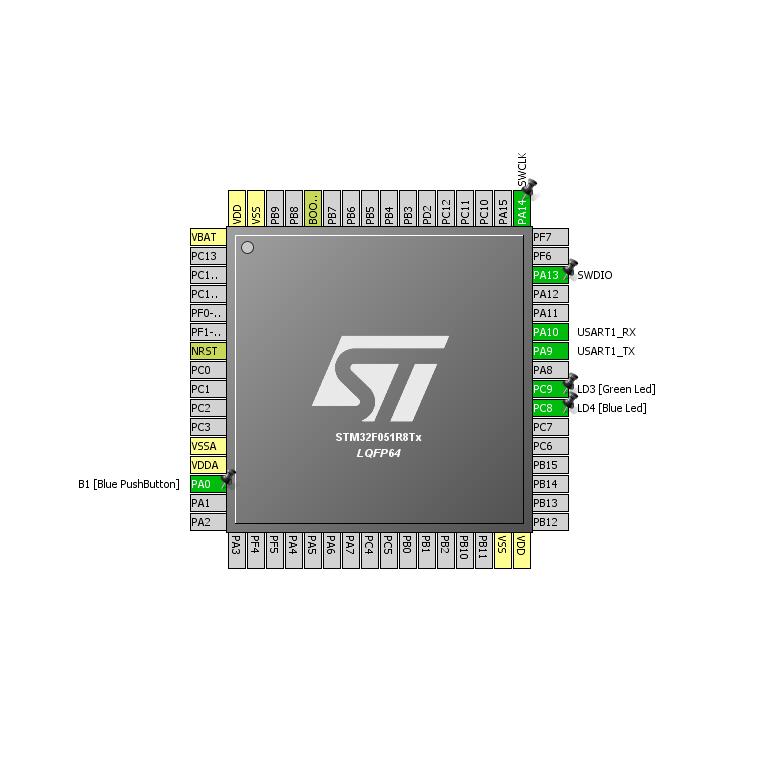 SWCLK
VDD
VSS
PB9
PB8
BOO..
PB7
PB6
PB5
PB4
PB3
PD2
PC12
PC11
PC10
PA15
PA14
VBAT
PC13
PC1..
PC1..
PF0-..
PF1-..
NRST
PC0
PC1
PC2
PC3
VSSA
VDDA
B1 [Blue PushButton] PA0
PA1
PA2
ST
STM32F051R8Tx
LQFP64
PF7
PF6
PA13 SWDIO
PA12
PA11
PA10 USART1_RX
PA9 USART1_TX
PA8
PC9 LD3 [Green Led]
PC8 LD4 [Blue Led]
PC7
PC6
PB15
PB14
PB13
PB12
PA3
PF4
PF5
PA4
PA5
PA6
PA7
PC4
PC5
PB0
PB1
PB2
PB10
PB11
VSS
VDD